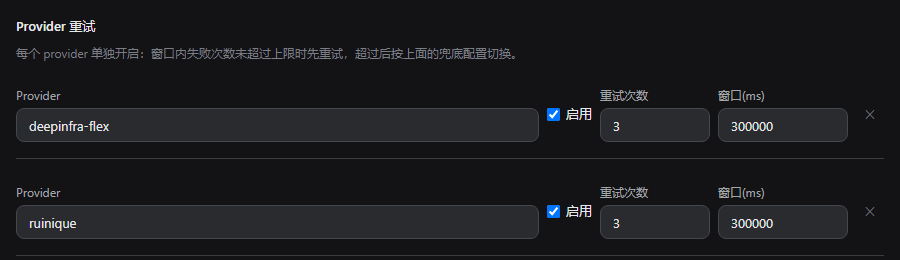 Provider 重试
每个 provider 单独开启：窗口内失败次数未超过上限时先重试，超过后按上面的兜底配置切换。
Provider 重试次数 窗口(ms)
deepinfra-flex 启用 3 300000 ×
Provider 重试次数 窗口(ms)
ruinique 启用 3 300000 ×